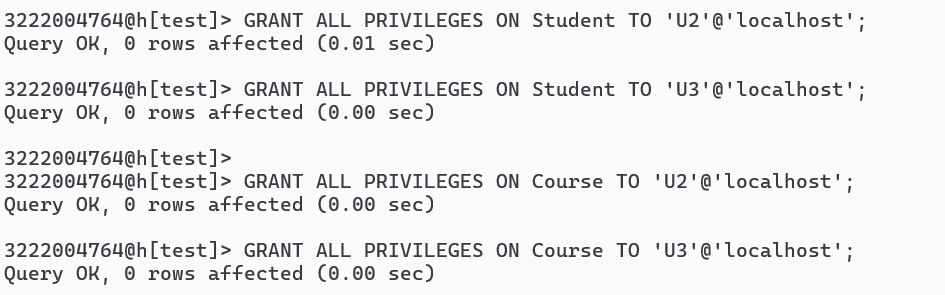 3222004764@h[test]> GRANT ALL PRIVILEGES ON Student TO 'U2'@'localhost';
Query OK, 0 rows affected (0.01 sec)
3222004764@h[test]> GRANT ALL PRIVILEGES ON Student TO 'U3'@'localhost';
Query OK, 0 rows affected (0.00 sec)
3222004764@h[test]>
3222004764@h[test]> GRANT ALL PRIVILEGES ON Course TO 'U2'@'localhost';
Query OK, 0 rows affected (0.00 sec)
3222004764@h[test]> GRANT ALL PRIVILEGES ON Course TO 'U3'@'localhost';
Query OK, 0 rows affected (0.00 sec)